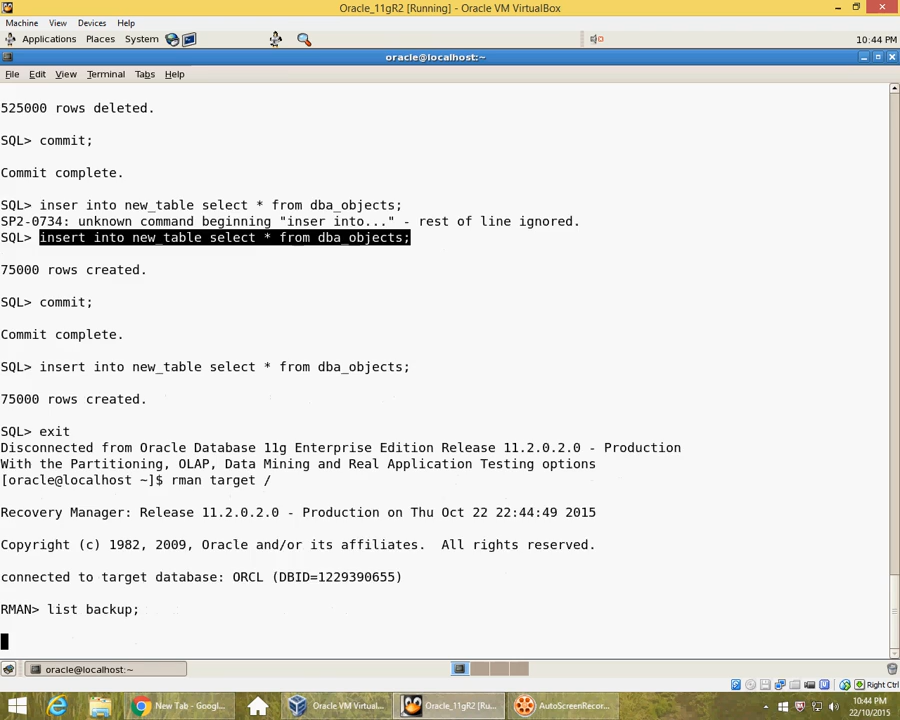 Oracle_11gR2 [Running] - Oracle VM VirtualBox
Machine View Devices Help
Applications Places System 10:44 PM
oracle@localhost:~
File Edit View Terminal Tabs Help
525000 rows deleted.
SQL> commit;
Commit complete.
SQL> inser into new_table select * from dba_objects;
SP2-0734: unknown command beginning "inser into..." - rest of line ignored.
SQL> insert into new_table select * from dba_objects;
75000 rows created.
SQL> commit;
Commit complete.
SQL> insert into new_table select * from dba_objects;
75000 rows created.
SQL> exit
Disconnected from Oracle Database 11g Enterprise Edition Release 11.2.0.2.0 - Production
With the Partitioning, OLAP, Data Mining and Real Application Testing options
[oracle@localhost ~]$ rman target /
Recovery Manager: Release 11.2.0.2.0 - Production on Thu Oct 22 22:44:49 2015
Copyright (c) 1982, 2009, Oracle and/or its affiliates.  All rights reserved.
connected to target database: ORCL (DBID=1229390655)
RMAN> list backup;
oracle@localhost:~
Right Ctrl
New Tab - Googl... Oracle VM Virtual... Oracle_11gR2 [Ru... AutoScreenRecor... 10:44 PM
22/10/2015